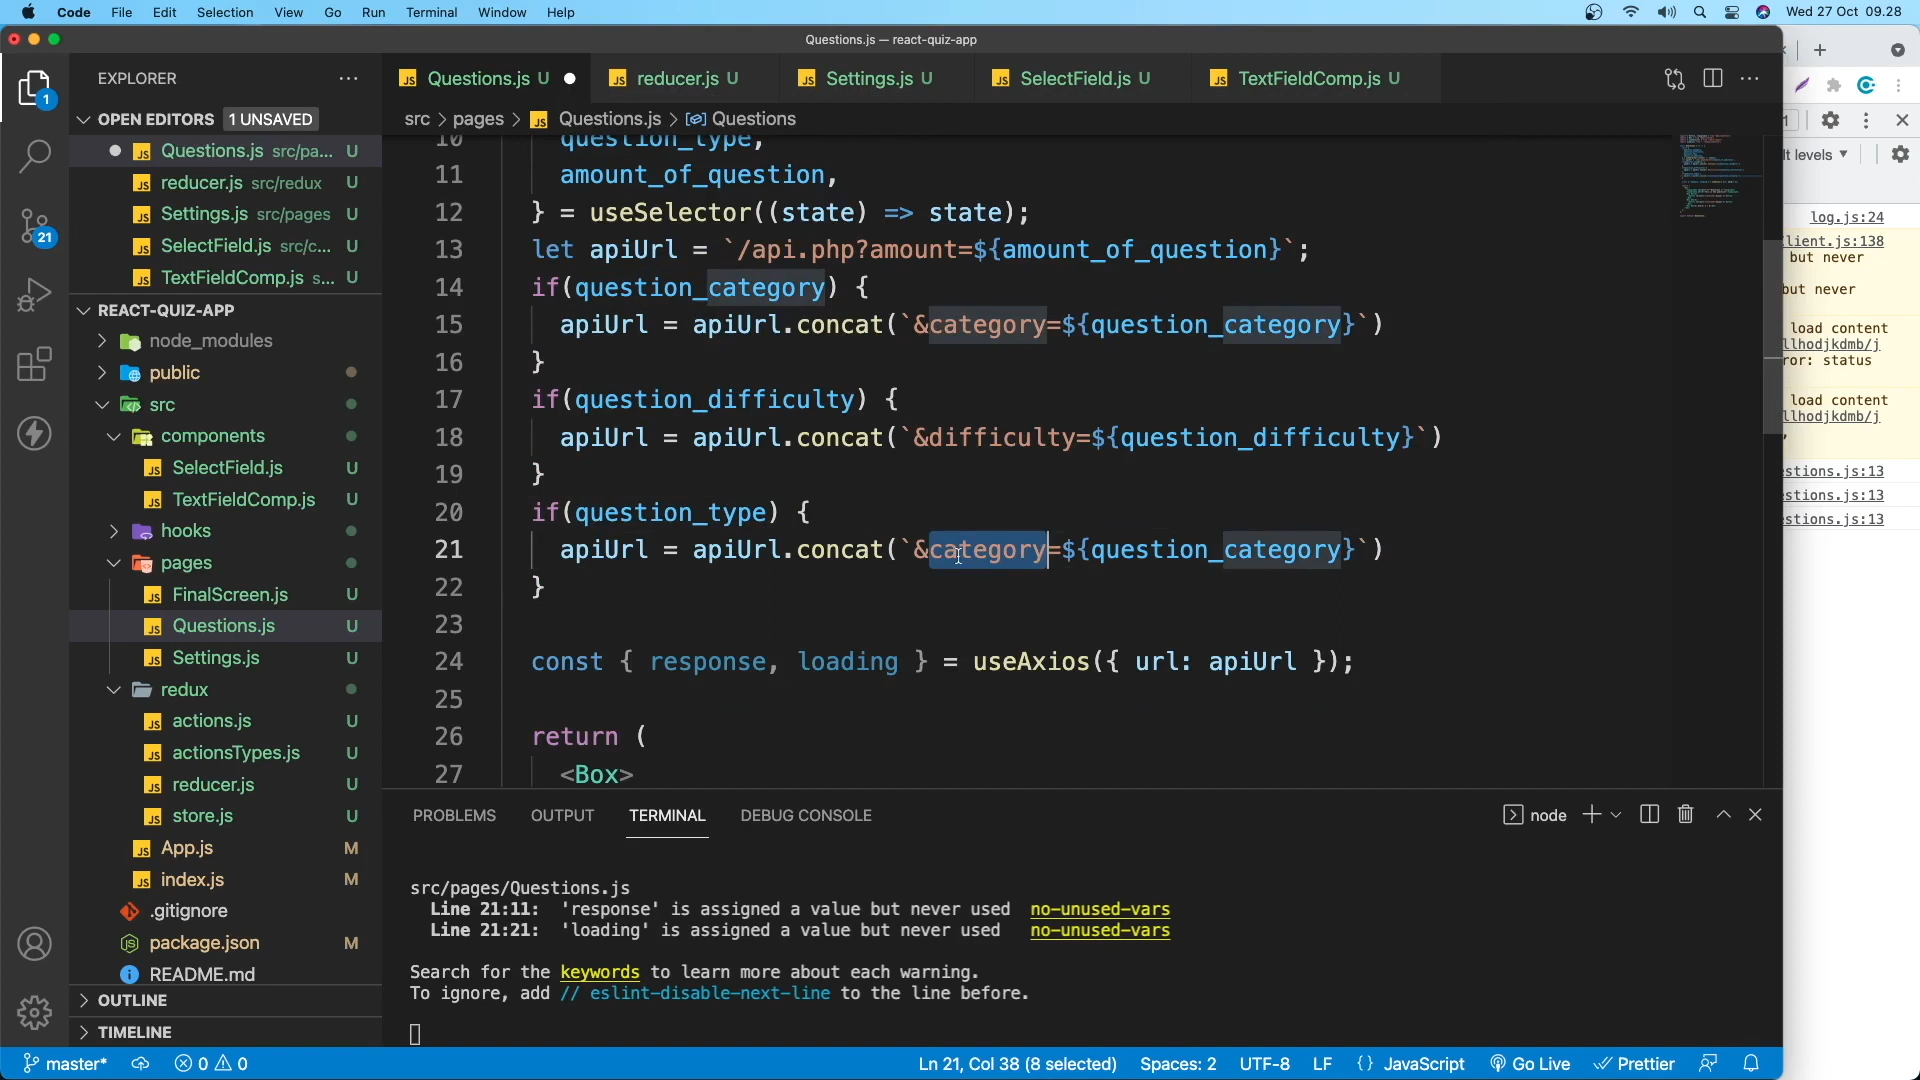 Code File Edit Selection View Go Run Terminal Window Help Wed 27 Oct 09.28
Questions.js — react-quiz-app
EXPLORER
Questions.js U reducer.js U Settings.js U SelectField.js U TextFieldComp.js U
OPEN EDITORS 1 UNSAVED
src > pages > Questions.js > Questions
Questions.js src/pa... U
reducer.js src/redux U
Settings.js src/pages U
SelectField.js src/c... U
TextFieldComp.js s... U
REACT-QUIZ-APP
node_modules
public
src
components
SelectField.js U
TextFieldComp.js U
hooks
pages
FinalScreen.js U
Questions.js U
Settings.js U
redux
actions.js U
actionsTypes.js U
reducer.js U
store.js U
App.js M
index.js M
.gitignore
package.json M
README.md
OUTLINE
TIMELINE
10 question_type,
11 amount_of_question,
12 } = useSelector((state) => state);
13 let apiUrl = `/api.php?amount=${amount_of_question}`;
14 if(question_category) {
15 apiUrl = apiUrl.concat(`&category=${question_category}`)
16 }
17 if(question_difficulty) {
18 apiUrl = apiUrl.concat(`&difficulty=${question_difficulty}`)
19 }
20 if(question_type) {
21 apiUrl = apiUrl.concat(`&category=${question_category}`)
22 }
23
24 const { response, loading } = useAxios({ url: apiUrl });
25
26 return (
27 <Box>
PROBLEMS OUTPUT TERMINAL DEBUG CONSOLE node
src/pages/Questions.js
Line 21:11: 'response' is assigned a value but never used no-unused-vars
Line 21:21: 'loading' is assigned a value but never used no-unused-vars
Search for the keywords to learn more about each warning.
To ignore, add // eslint-disable-next-line to the line before.
1
21
master* 0 0 Ln 21, Col 38 (8 selected) Spaces: 2 UTF-8 LF {} JavaScript Go Live Prettier
1
lt levels
log.js:24
lient.js:138
but never
but never
load content
llhodjkdmb/j
ror: status
load content
llhodjkdmb/j
stions.js:13
stions.js:13
stions.js:13